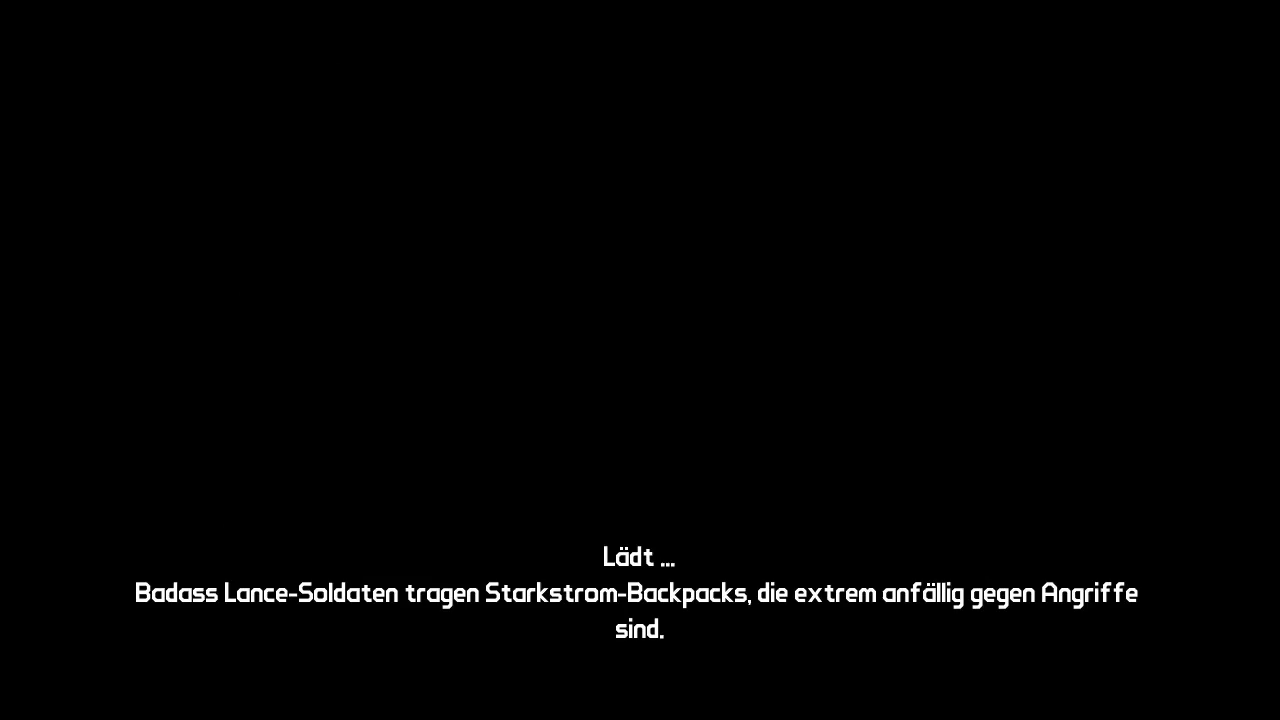 Lädt ...
Badass Lance-Soldaten tragen Starkstrom-Backpacks, die extrem anfällig gegen Angriffe
sind.